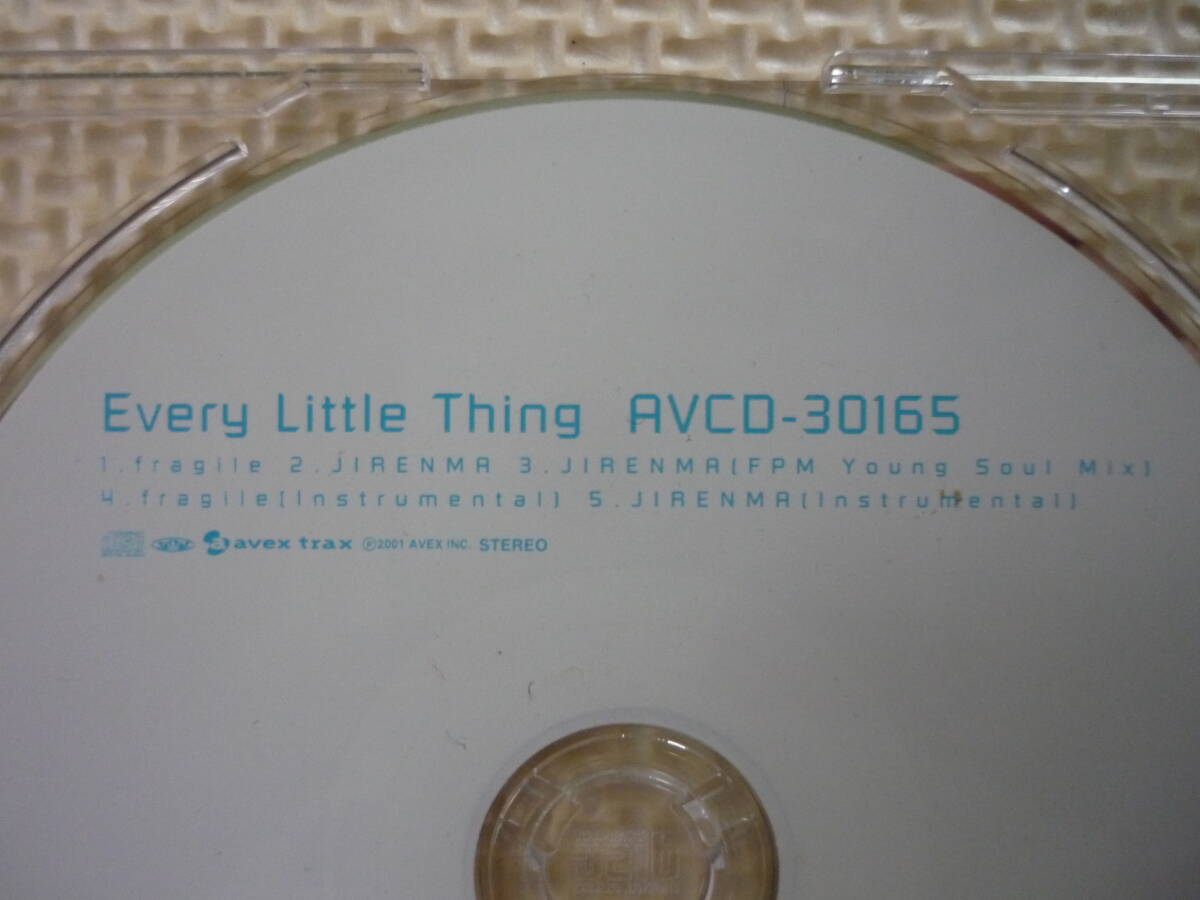 Every Little Thing AVCD-30165
1.fragile 2.JIRENMA 3.JIRENMA(FPM Young Soul Mix)
4.fragile(Instrumental) 5.JIRENMA(Instrumental)
avex trax Ⓟ2001 AVEX INC. STEREO